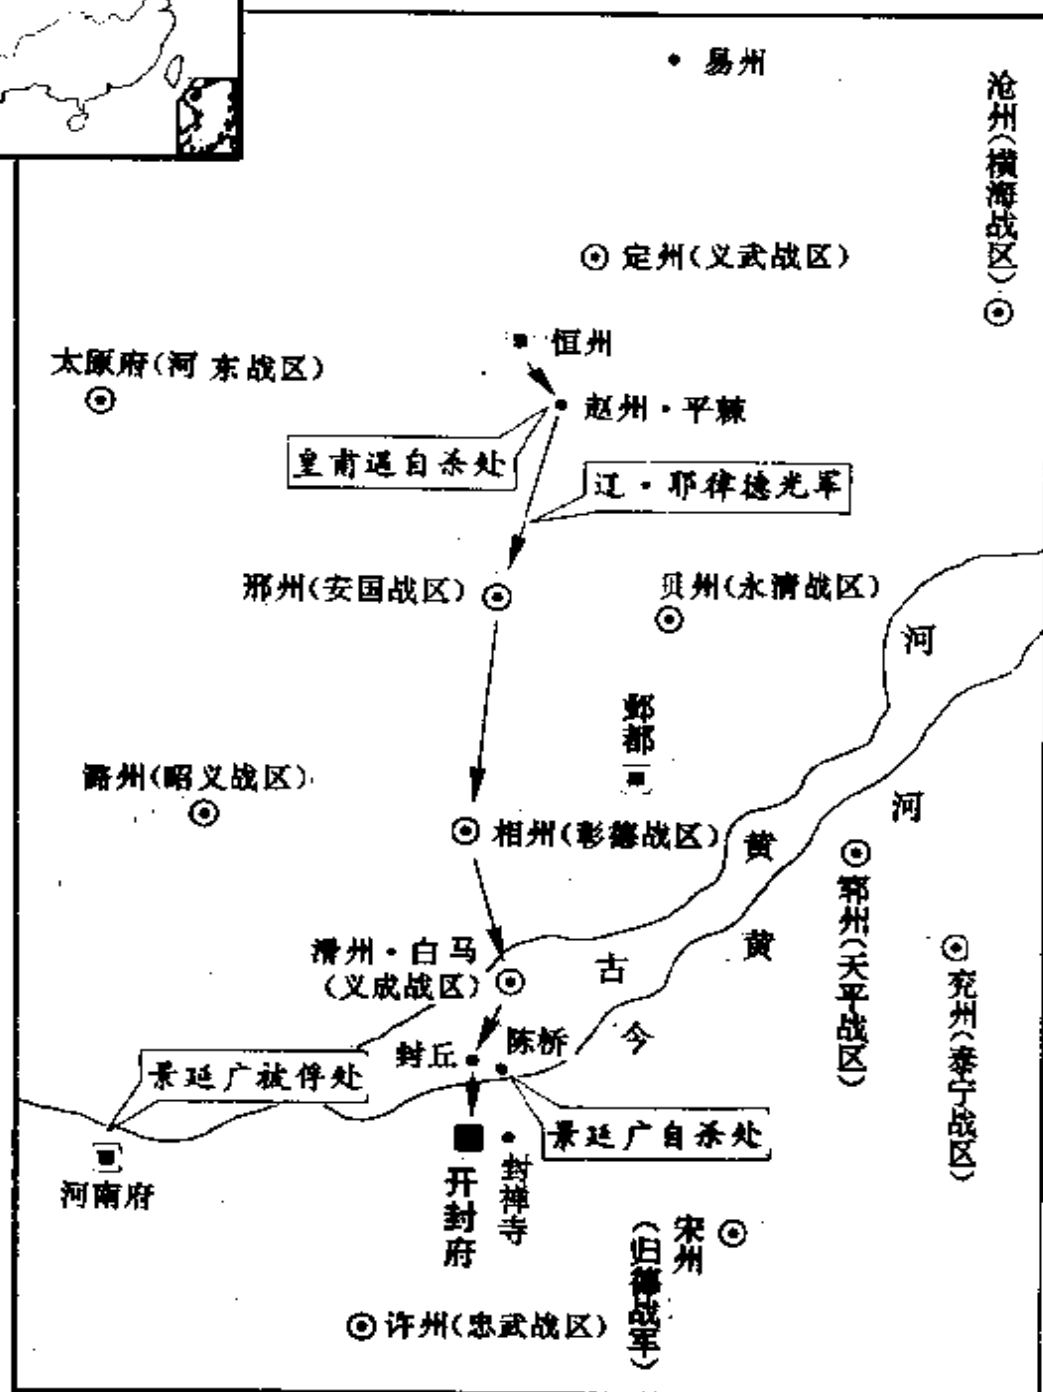 易州
沧州(横海战区)
定州(义武战区)
恒州
太原府(河东战区)
赵州·平棘
皇甫遇自杀处
辽·耶律德光军
邢州(安国战区)
贝州(永清战区)
河
邺都
潞州(昭义战区)
河
相州(彰德战区)
黄
郓州(天平战区)
滑州·白马
(义成战区)
古
黄
兖州(泰宁战区)
封丘
陈桥
今
景延广被俘处
景延广自杀处
河南府
开封府
封禅寺
宋州
(归德战军)
许州(忠武战区)